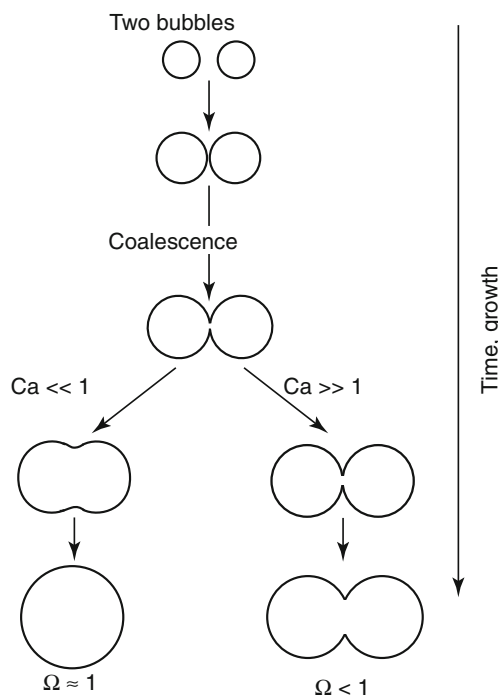 Two bubbles
Coalescence
Ca << 1
Ca >> 1
Ω ≈ 1
Ω < 1
Time, growth